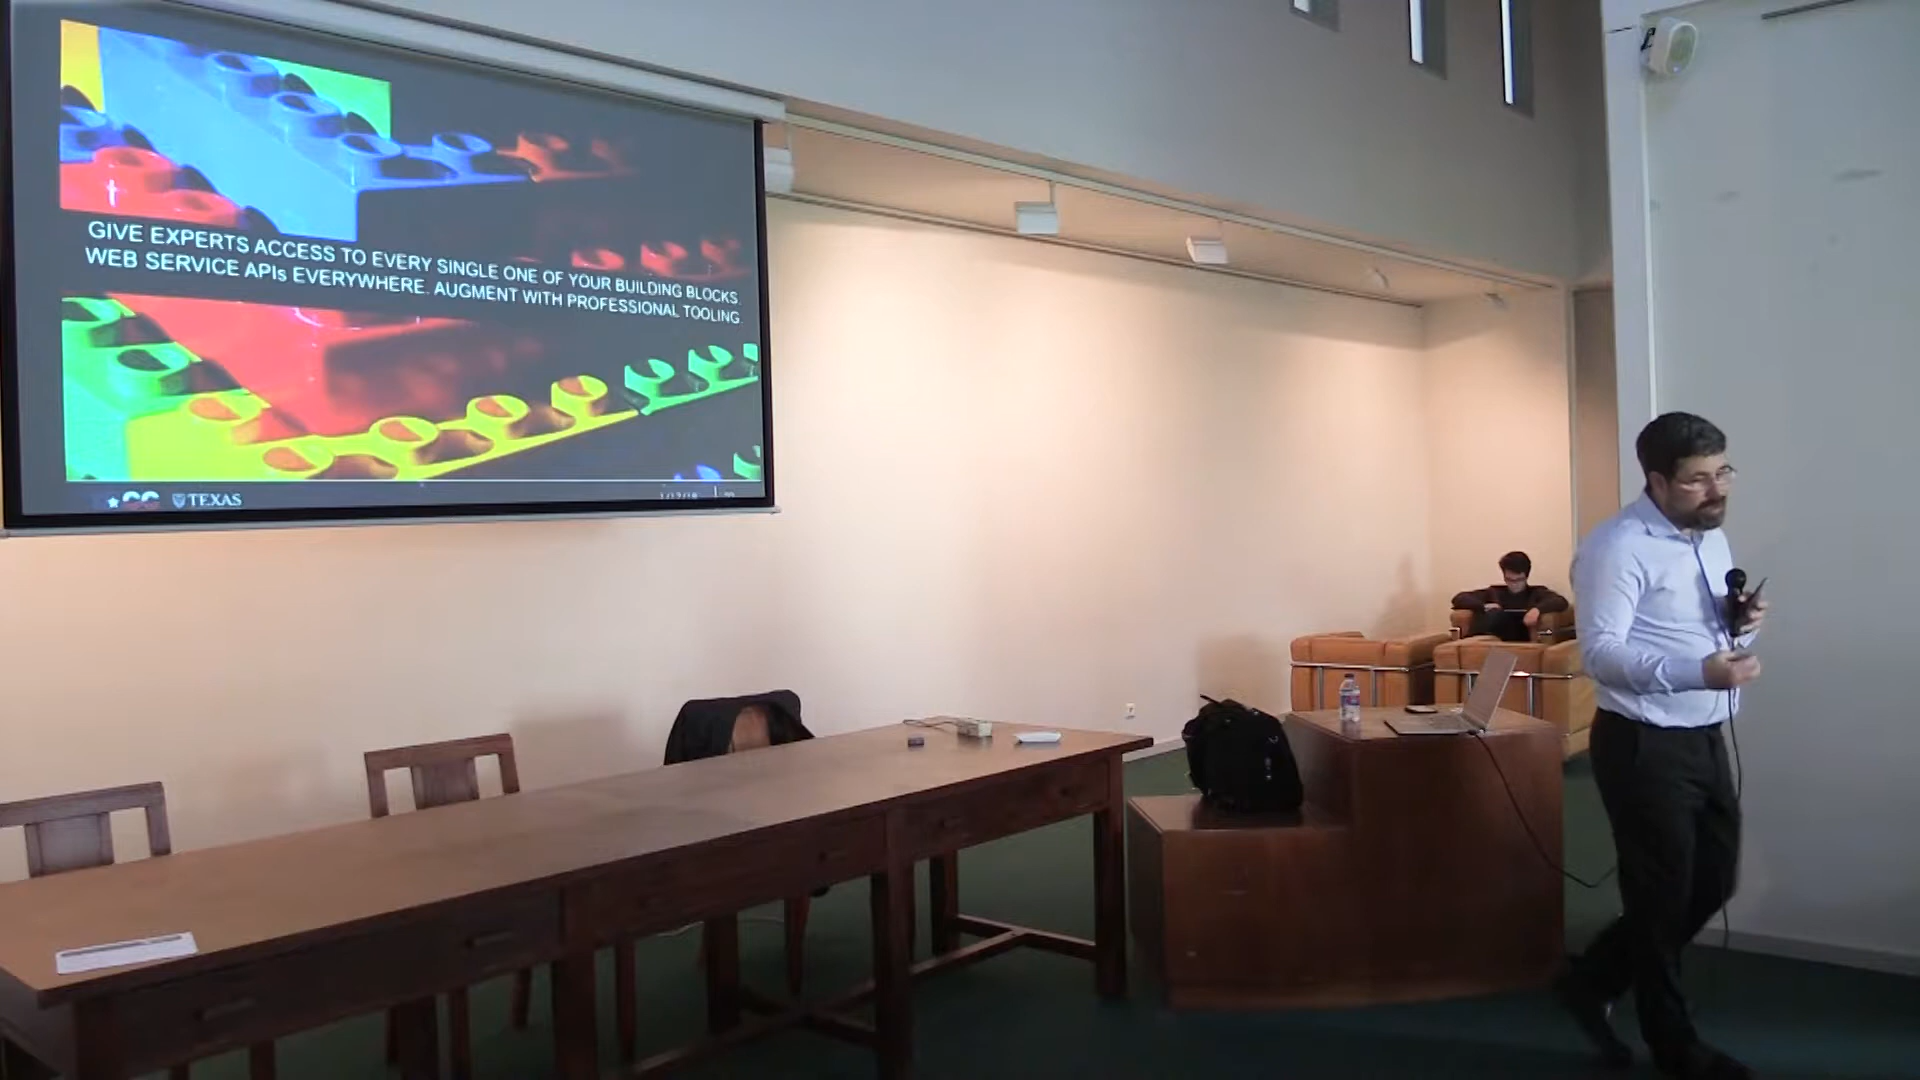 GIVE EXPERTS ACCESS TO EVERY SINGLE ONE OF YOUR BUILDING BLOCKS.
WEB SERVICE APIs EVERYWHERE. AUGMENT WITH PROFESSIONAL TOOLING.
TEXAS